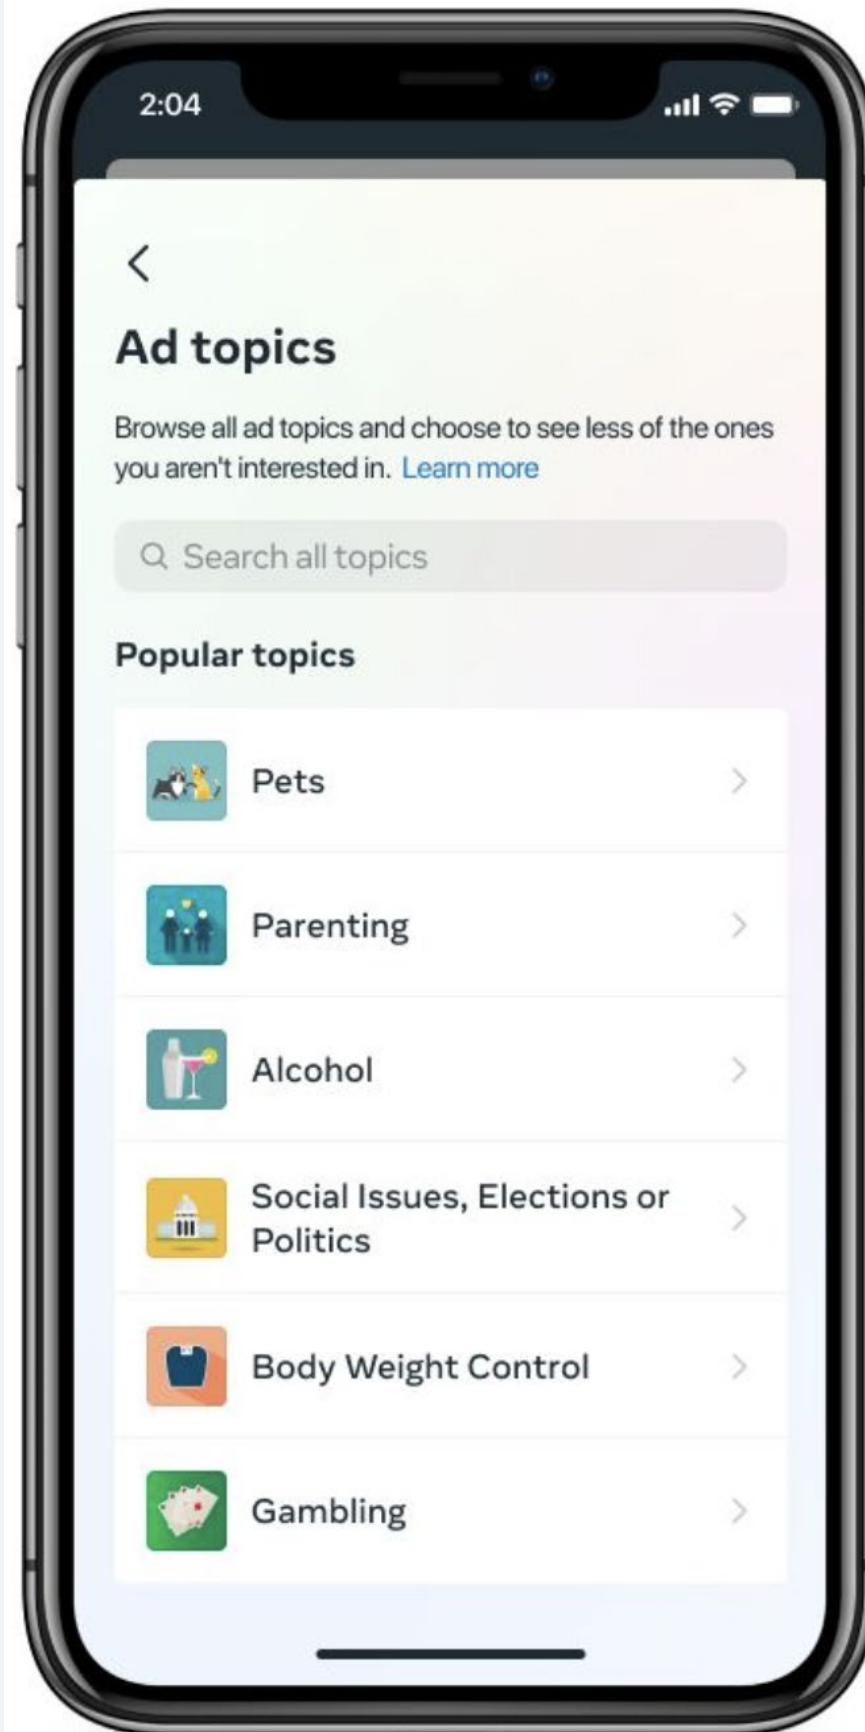 2:04
Ad topics
Browse all ad topics and choose to see less of the ones
you aren't interested in. Learn more
Search all topics
Popular topics
Pets
Parenting
Alcohol
Social Issues, Elections or
Politics
Body Weight Control
Gambling